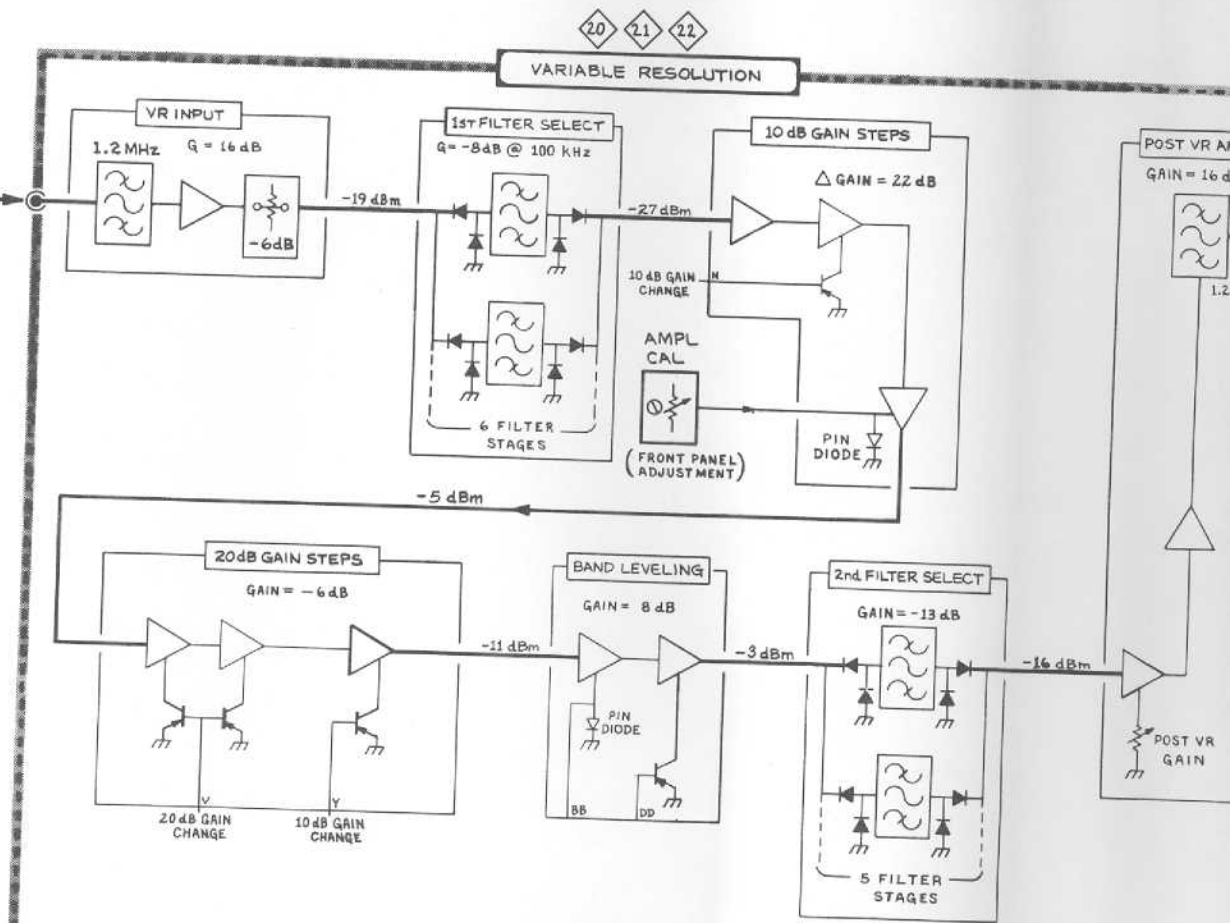 20 21 22
VARIABLE RESOLUTION
VR INPUT
G = 16 dB
1.2 MHz
-6dB
-19 dBm
1ST FILTER SELECT
G= -8dB @ 100 KHz
6 FILTER
STAGES
-27dBm
10 dB GAIN STEPS
△ GAIN = 22 dB
10 dB GAIN
CHANGE
N
AMPL
CAL
(FRONT PANEL
ADJUSTMENT)
PIN
DIODE
POST VR
GAIN = 16
1.2
-5 dBm
20dB GAIN STEPS
GAIN = -6dB
V
20 dB GAIN
CHANGE
Y
10 dB GAIN
CHANGE
-11 dBm
BAND LEVELING
GAIN = 8 dB
PIN
DIODE
BB
DD
-3 dBm
2nd FILTER SELECT
GAIN= -13 dB
5 FILTER
STAGES
-16 dBm
POST VR
GAIN